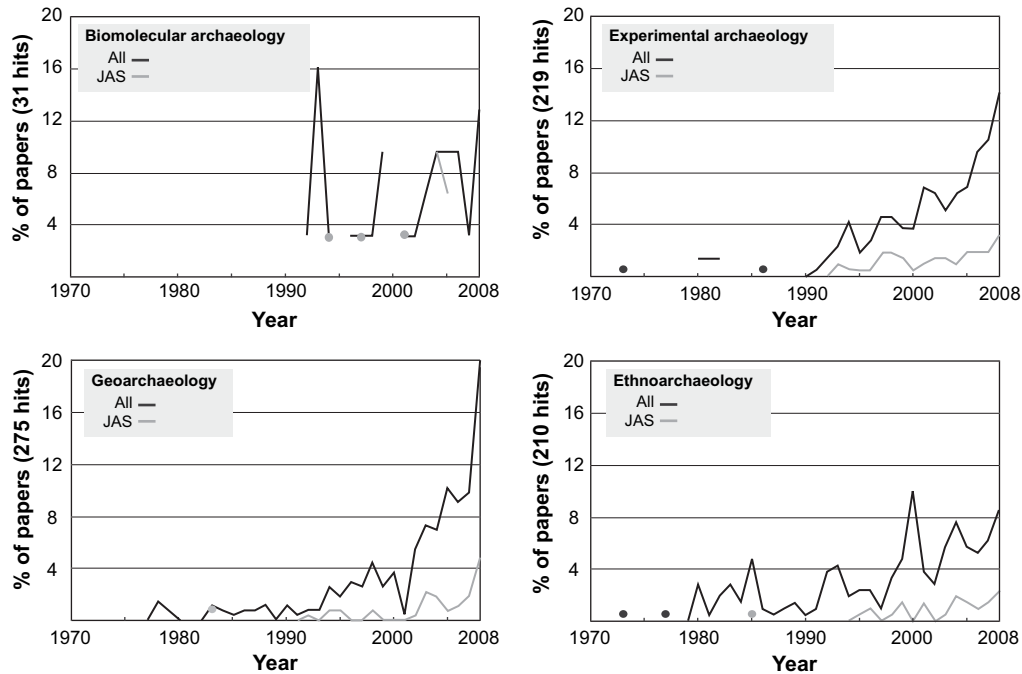 % of papers (31 hits)
20
16
12
8
4
Biomolecular archaeology
All
JAS
1970
1980
1990
2000
2008
Year
% of papers (219 hits)
20
16
12
8
4
Experimental archaeology
All
JAS
1970
1980
1990
2000
2008
Year
% of papers (275 hits)
20
16
12
8
4
Geoarchaeology
All
JAS
1970
1980
1990
2000
2008
Year
% of papers (210 hits)
20
16
12
8
4
Ethnoarchaeology
All
JAS
1970
1980
1990
2000
2008
Year